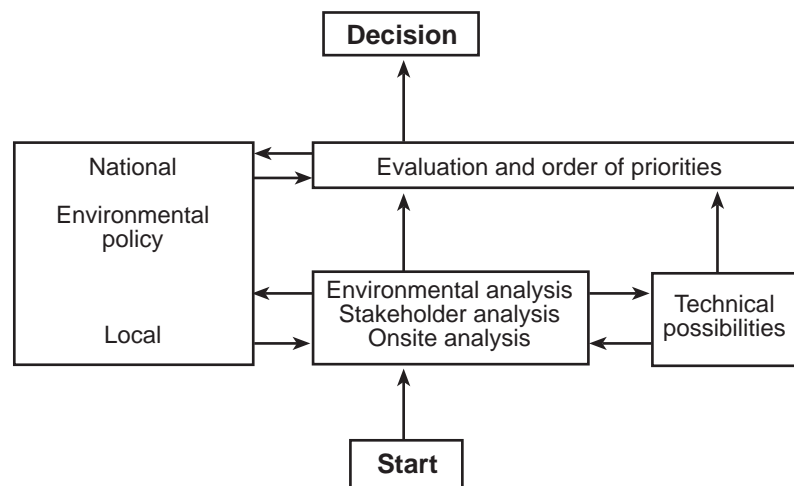 Decision
National
Environmental
policy
Local
Evaluation and order of priorities
Environmental analysis
Stakeholder analysis
Onsite analysis
Technical
possibilities
Start